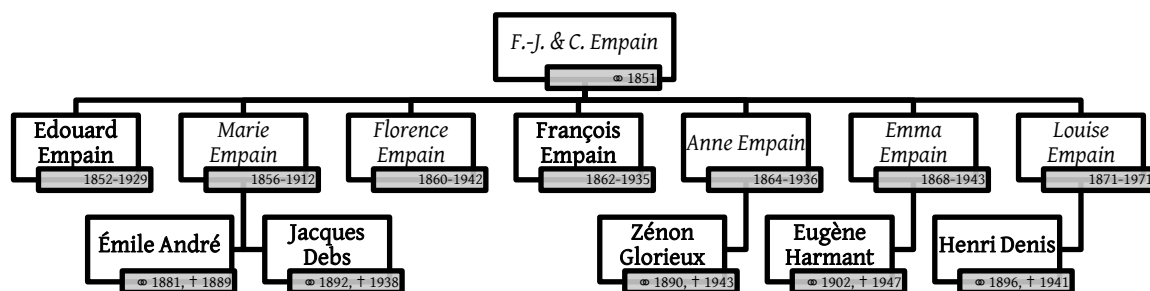 F.-J. & C. Empain
⚭ 1851
Edouard
Empain
1852-1929
Marie
Empain
1856-1912
Florence
Empain
1860-1942
François
Empain
1862-1935
Anne Empain
1864-1936
Emma
Empain
1868-1943
Louise
Empain
1871-1971
Émile André
⚭ 1881, † 1889
Jacques
Debs
⚭ 1892, † 1938
Zénon
Glorieux
⚭ 1890, † 1943
Eugène
Harmant
⚭ 1902, † 1947
Henri Denis
⚭ 1896, † 1941